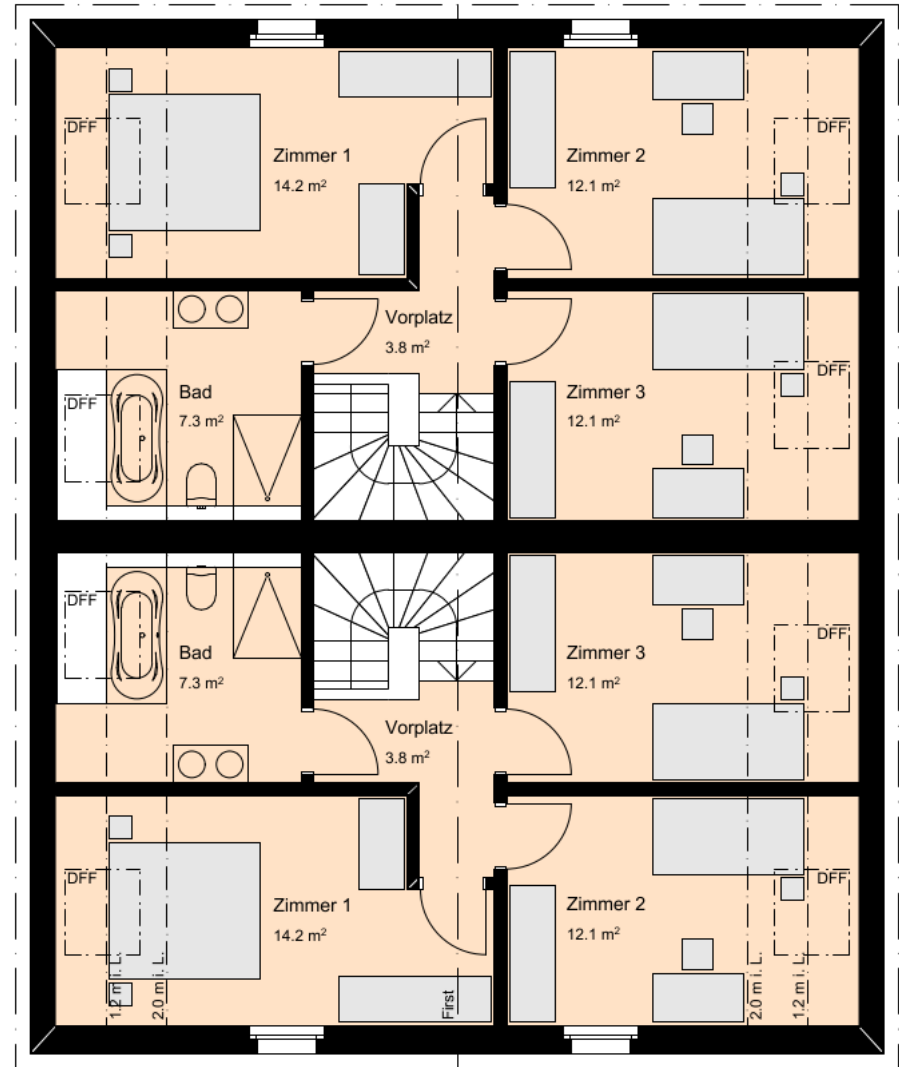 DFF
Zimmer 1
14.2 m²
Zimmer 2
12.1 m²
DFF
Vorplatz
3.8 m²
DFF
Bad
7.3 m²
Zimmer 3
12.1 m²
DFF
DFF
Bad
7.3 m²
Zimmer 3
12.1 m²
DFF
Vorplatz
3.8 m²
DFF
Zimmer 1
14.2 m²
Zimmer 2
12.1 m²
DFF
1.2 m i. L.
2.0 m i. L.
First
2.0 m i. L.
1.2 m i. L.